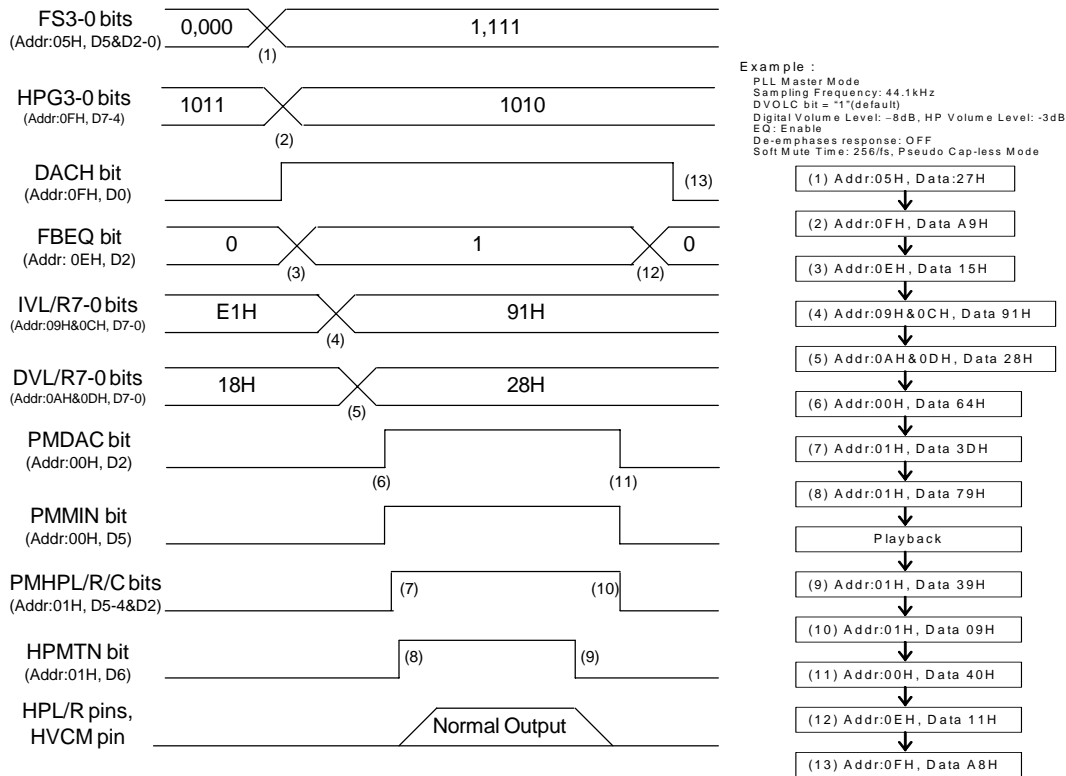 FS3-0 bits
(Addr:05H, D5&D2-0)
0,000
1,111
(1)
HPG3-0 bits
(Addr:0FH, D7-4)
1011
1010
(2)
DACH bit
(Addr:0FH, D0)
(13)
FBEQ bit
(Addr: 0EH, D2)
0
1
0
(3)
(12)
IVL/R7-0 bits
(Addr:09H&0CH, D7-0)
E1H
91H
(4)
DVL/R7-0 bits
(Addr:0AH&0DH, D7-0)
18H
28H
(5)
PMDAC bit
(Addr:00H, D2)
(6)
(11)
PMMIN bit
(Addr:00H, D5)
PMHPL/R/C bits
(Addr:01H, D5-4&D2)
(7)
(10)
HPMTN bit
(Addr:01H, D6)
(8)
(9)
HPL/R pins,
HVCM pin
Normal Output
Example :
PLL Master Mode
Sampling Frequency: 44.1kHz
DVOLC bit = “1”(default)
Digital Volume Level: −8dB, HP Volume Level: -3dB
EQ: Enable
De-emphases response: OFF
Soft Mute Time: 256/fs, Pseudo Cap-less Mode
(1) Addr:05H, Data:27H
(2) Addr:0FH, Data A9H
(3) Addr:0EH, Data 15H
(4) Addr:09H&0CH, Data 91H
(5) Addr:0AH&0DH, Data 28H
(6) Addr:00H, Data 64H
(7) Addr:01H, Data 3DH
(8) Addr:01H, Data 79H
Playback
(9) Addr:01H, Data 39H
(10) Addr:01H, Data 09H
(11) Addr:00H, Data 40H
(12) Addr:0EH, Data 11H
(13) Addr:0FH, Data A8H